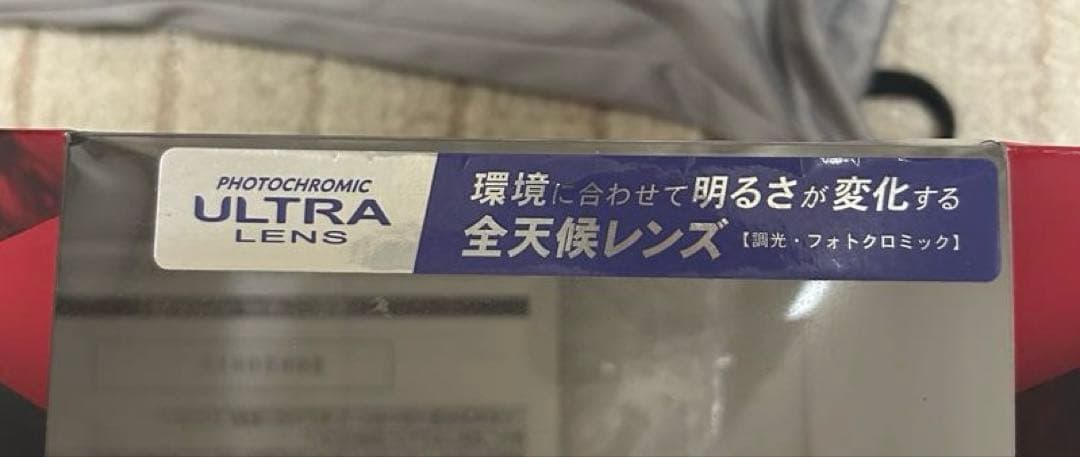 PHOTOCHROMIC
ULTRA
LENS
環境に合わせて明るさが変化する
全天候レンズ【調光・フォトクロミック】